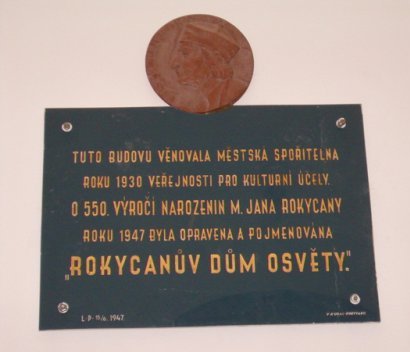 TUTO BUDOVU VĚNOVALA MĚSTSKÁ SPOŘITELNA
ROKU 1930 VEŘEJNOSTI PRO KULTURNÍ ÚČELY.
O 550. VÝROČÍ NAROZENIN M. JANA ROKYCANY
ROKU 1947 BYLA OPRAVENA A POJMENOVÁNA
„ROKYCANŮV DŮM OSVĚTY."
1947.